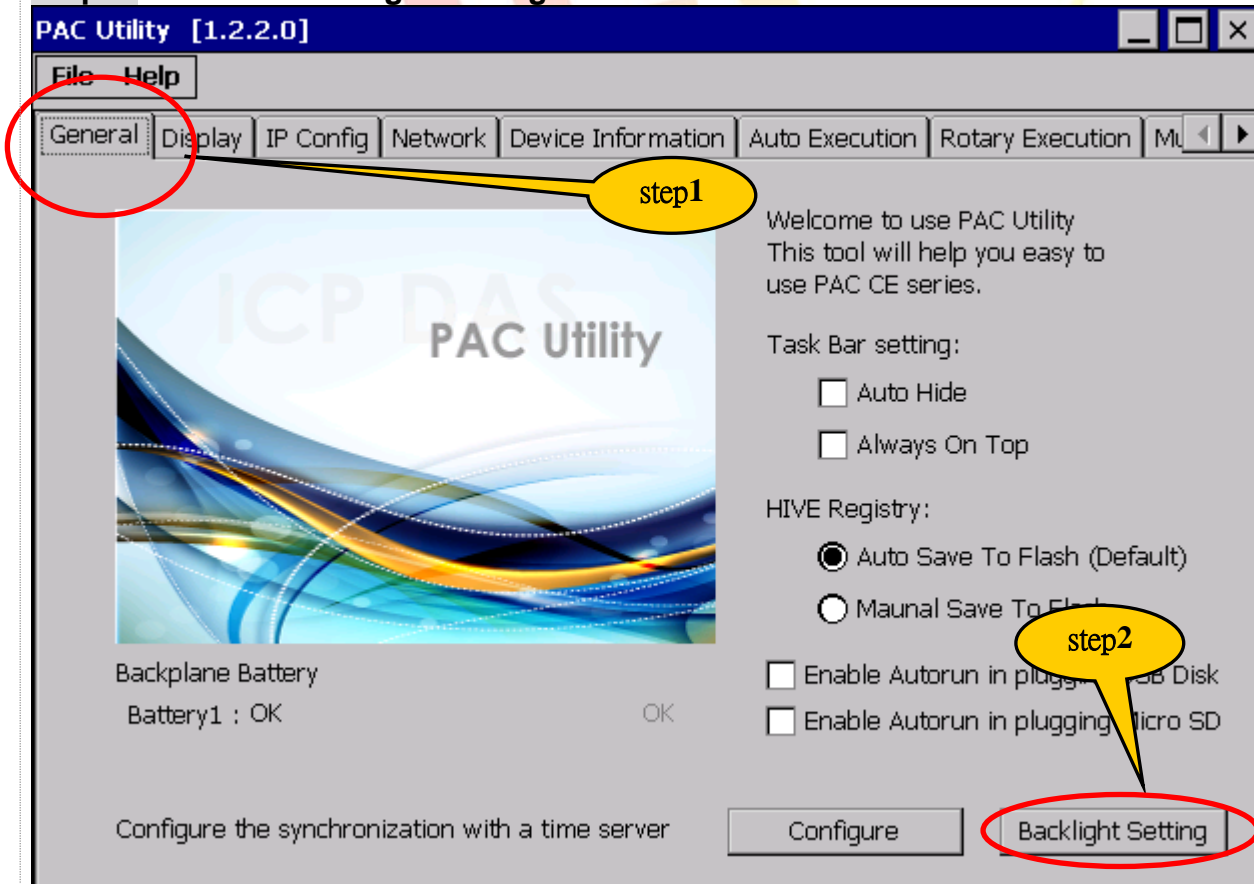 PAC Utility [1.2.2.0]
File Help
General Display IP Config Network Device Information Auto Execution Rotary Execution
step1
ICP DAS
PAC Utility
Welcome to use PAC Utility
This tool will help you easy to
use PAC CE series.
Task Bar setting:
Auto Hide
Always On Top
HIVE Registry:
Auto Save To Flash (Default)
Maunal Save To Flash
step2
Backplane Battery
Battery1 : OK OK
Enable Autorun in plugging USB Disk
Enable Autorun in plugging Micro SD
Configure the synchronization with a time server
Configure
Backlight Setting